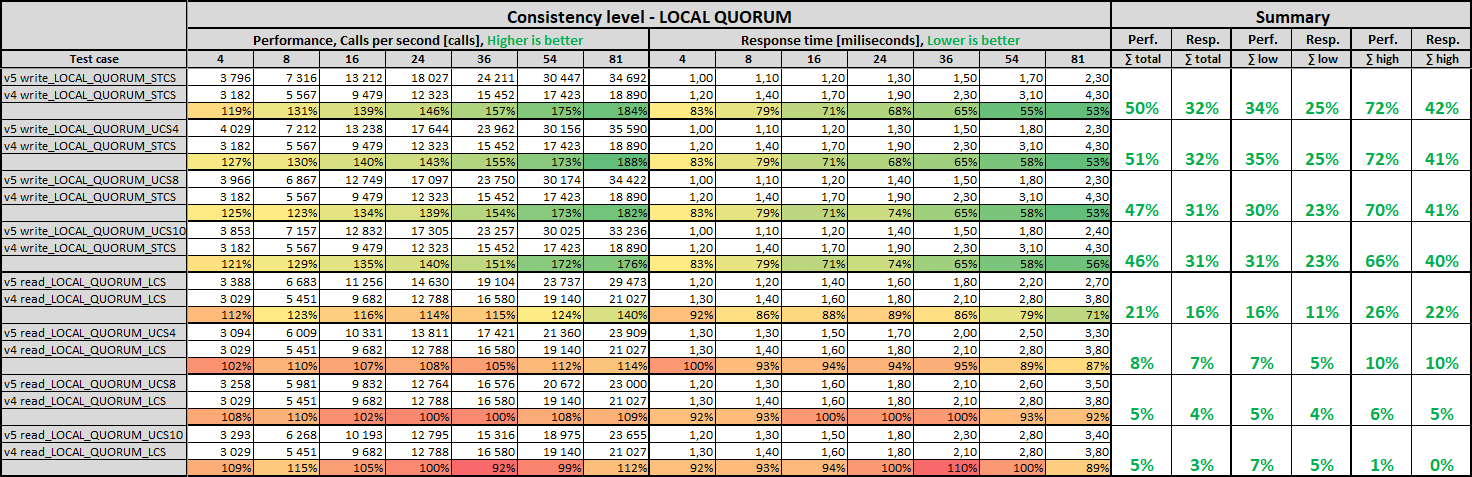 Consistency level - LOCAL QUORUM Summary
Performance, Calls per second [calls], Higher is better Response time [miliseconds], Lower is better Perf. Resp. Perf. Resp. Perf. Resp.
Test case 4 8 16 24 36 54 81 4 8 16 24 36 54 81 ∑ total ∑ total ∑ low ∑ low ∑ high ∑ high
v5 write_LOCAL_QUORUM_STCS 3 796 7 316 13 212 18 027 24 211 30 447 34 692 1,00 1,10 1,20 1,30 1,50 1,70 2,30
v4 write_LOCAL_QUORUM_STCS 3 182 5 567 9 479 12 323 15 452 17 423 18 890 1,20 1,40 1,70 1,90 2,30 3,10 4,30
119% 131% 139% 146% 157% 175% 184% 83% 79% 71% 68% 65% 55% 53% 50% 32% 34% 25% 72% 42%
v5 write_LOCAL_QUORUM_UCS4 4 029 7 212 13 238 17 644 23 962 30 156 35 590 1,00 1,10 1,20 1,30 1,50 1,80 2,30
v4 write_LOCAL_QUORUM_STCS 3 182 5 567 9 479 12 323 15 452 17 423 18 890 1,20 1,40 1,70 1,90 2,30 3,10 4,30
127% 130% 140% 143% 155% 173% 188% 83% 79% 71% 68% 65% 58% 53% 51% 32% 35% 25% 72% 41%
v5 write_LOCAL_QUORUM_UCS8 3 966 6 867 12 749 17 097 23 750 30 174 34 422 1,00 1,10 1,20 1,40 1,50 1,80 2,30
v4 write_LOCAL_QUORUM_STCS 3 182 5 567 9 479 12 323 15 452 17 423 18 890 1,20 1,40 1,70 1,90 2,30 3,10 4,30
125% 123% 134% 139% 154% 173% 182% 83% 79% 71% 74% 65% 58% 53% 47% 31% 30% 23% 70% 41%
v5 write_LOCAL_QUORUM_UCS10 3 853 7 157 12 832 17 305 23 257 30 025 33 236 1,00 1,10 1,20 1,40 1,50 1,80 2,40
v4 write_LOCAL_QUORUM_STCS 3 182 5 567 9 479 12 323 15 452 17 423 18 890 1,20 1,40 1,70 1,90 2,30 3,10 4,30
121% 129% 135% 140% 151% 172% 176% 83% 79% 71% 74% 65% 58% 56% 46% 31% 31% 23% 66% 40%
v5 read_LOCAL_QUORUM_LCS 3 388 6 683 11 256 14 630 19 104 23 737 29 473 1,20 1,20 1,40 1,60 1,80 2,20 2,70
v4 read_LOCAL_QUORUM_LCS 3 029 5 451 9 682 12 788 16 580 19 140 21 027 1,30 1,40 1,60 1,80 2,10 2,80 3,80
112% 123% 116% 114% 115% 124% 140% 92% 86% 88% 89% 86% 79% 71% 21% 16% 16% 11% 26% 22%
v5 read_LOCAL_QUORUM_UCS4 3 094 6 009 10 331 13 811 17 421 21 360 23 909 1,30 1,30 1,50 1,70 2,00 2,50 3,30
v4 read_LOCAL_QUORUM_LCS 3 029 5 451 9 682 12 788 16 580 19 140 21 027 1,30 1,40 1,60 1,80 2,10 2,80 3,80
102% 110% 107% 108% 105% 112% 114% 100% 93% 94% 94% 95% 89% 87% 8% 7% 7% 5% 10% 10%
v5 read_LOCAL_QUORUM_UCS8 3 258 5 981 9 832 12 764 16 576 20 672 23 000 1,20 1,30 1,60 1,80 2,10 2,60 3,50
v4 read_LOCAL_QUORUM_LCS 3 029 5 451 9 682 12 788 16 580 19 140 21 027 1,30 1,40 1,60 1,80 2,10 2,80 3,80
108% 110% 102% 100% 100% 108% 109% 92% 93% 100% 100% 100% 93% 92% 5% 4% 5% 4% 6% 5%
v5 read_LOCAL_QUORUM_UCS10 3 293 6 268 10 193 12 795 15 316 18 975 23 655 1,20 1,30 1,50 1,80 2,30 2,80 3,40
v4 read_LOCAL_QUORUM_LCS 3 029 5 451 9 682 12 788 16 580 19 140 21 027 1,30 1,40 1,60 1,80 2,10 2,80 3,80
109% 115% 105% 100% 92% 99% 112% 92% 93% 94% 100% 110% 100% 89% 5% 3% 7% 5% 1% 0%